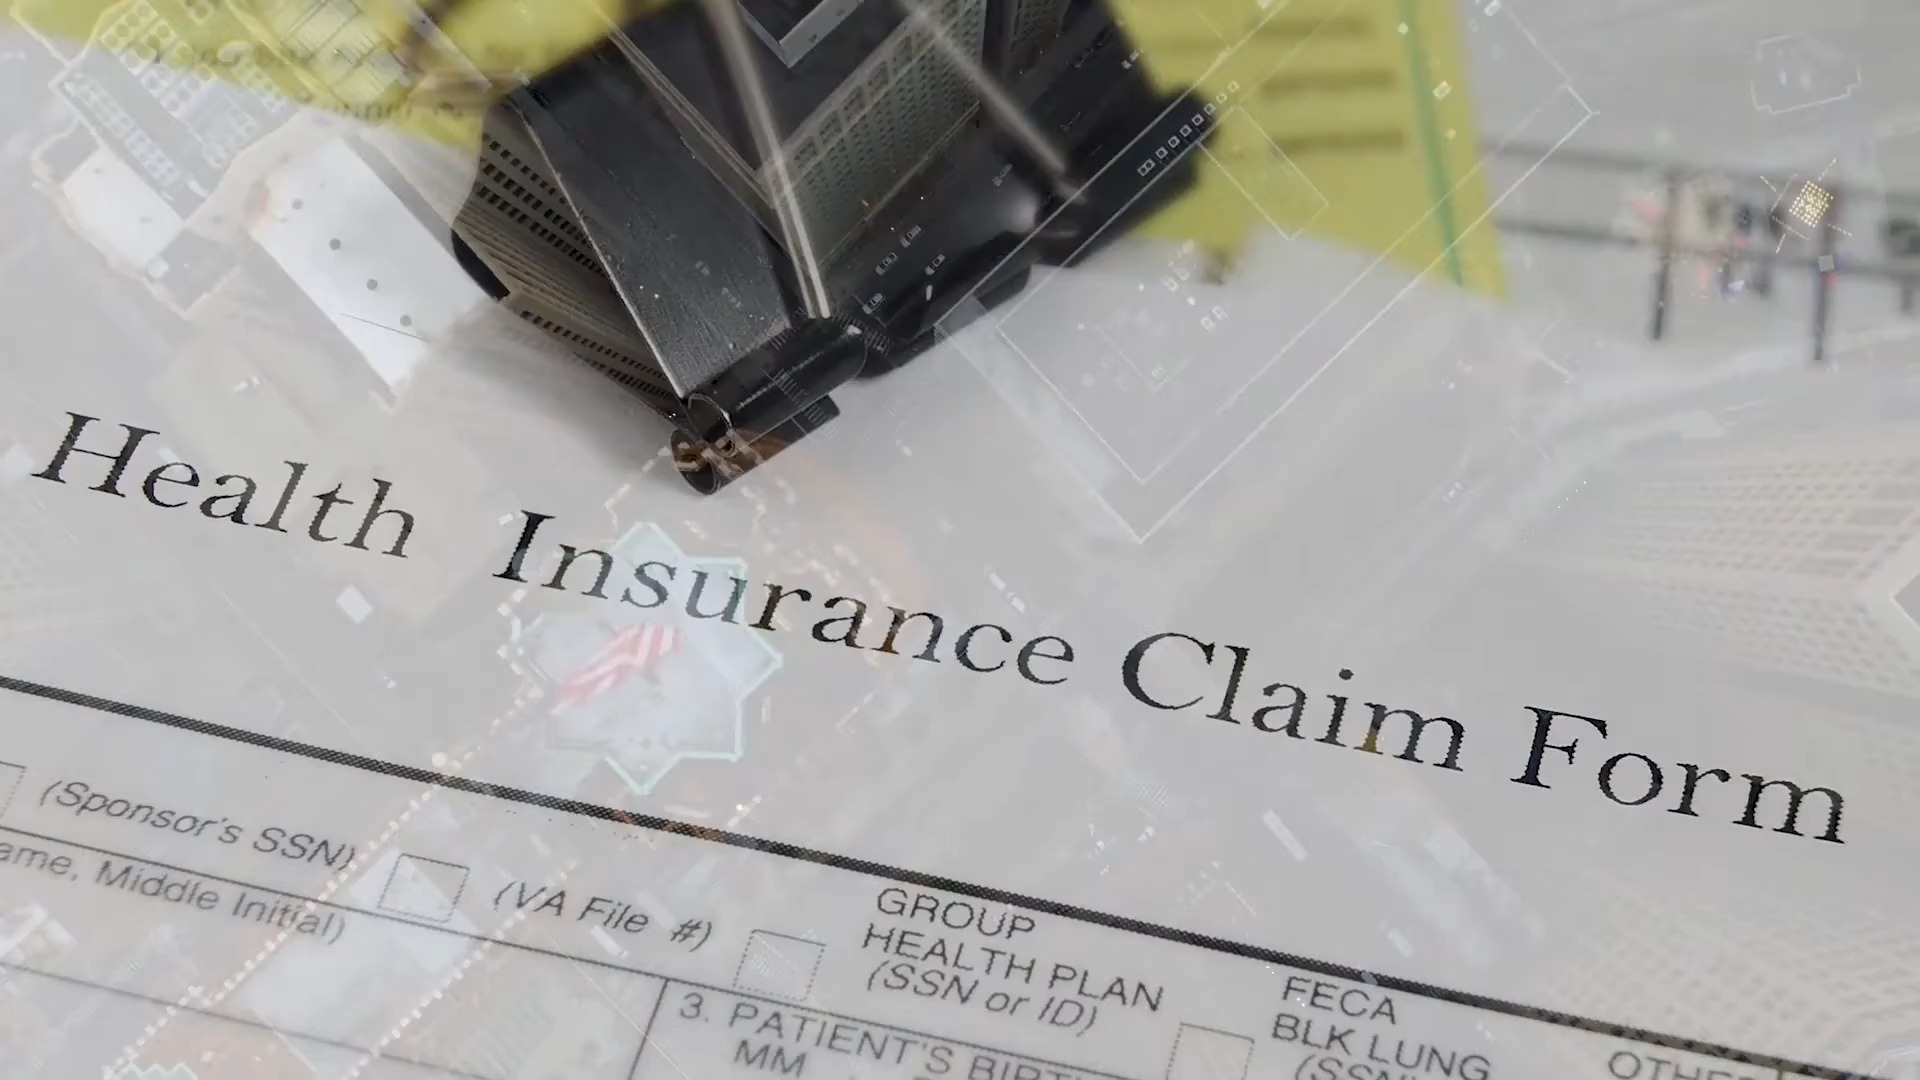 Health Insurance Claim Form
(Sponsor's SSN)
(VA File #)
GROUP
HEALTH PLAN
(SSN or ID)
FECA
BLK LUNG
(SSN)
Middle Initial)
3. PATIENT'S
MM